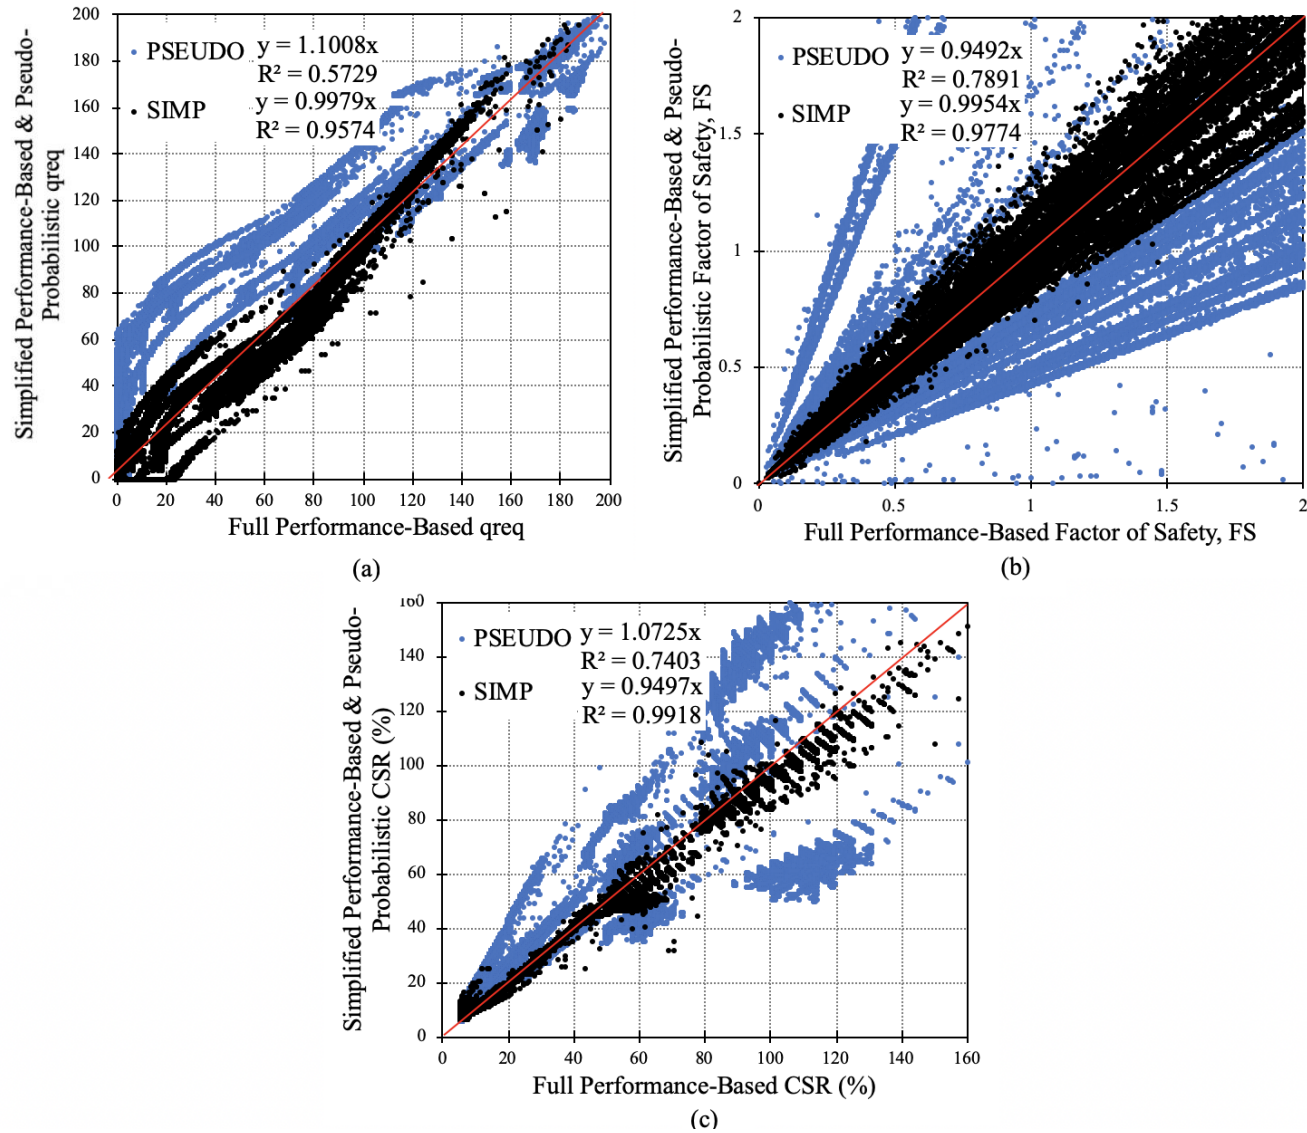 Simplified Performance-Based & Pseudo-
Probabilistic qreq
200
180
160
140
120
100
80
60
40
20
0
PSEUDO y = 1.1008x
R² = 0.5729
SIMP y = 0.9979x
R² = 0.9574
0 20 40 60 80 100 120 140 160 180 200
Full Performance-Based qreq
(a)
Simplified Performance-Based & Pseudo-
Probabilistic Factor of Safety, FS
2
1.5
1
0.5
0
PSEUDO y = 0.9492x
R² = 0.7891
SIMP y = 0.9954x
R² = 0.9774
0 0.5 1 1.5 2
Full Performance-Based Factor of Safety, FS
(b)
Simplified Performance-Based & Pseudo-
Probabilistic CSR (%)
160
140
120
100
80
60
40
20
0
PSEUDO y = 1.0725x
R² = 0.7403
SIMP y = 0.9497x
R² = 0.9918
0 20 40 60 80 100 120 140 160
Full Performance-Based CSR (%)
(c)